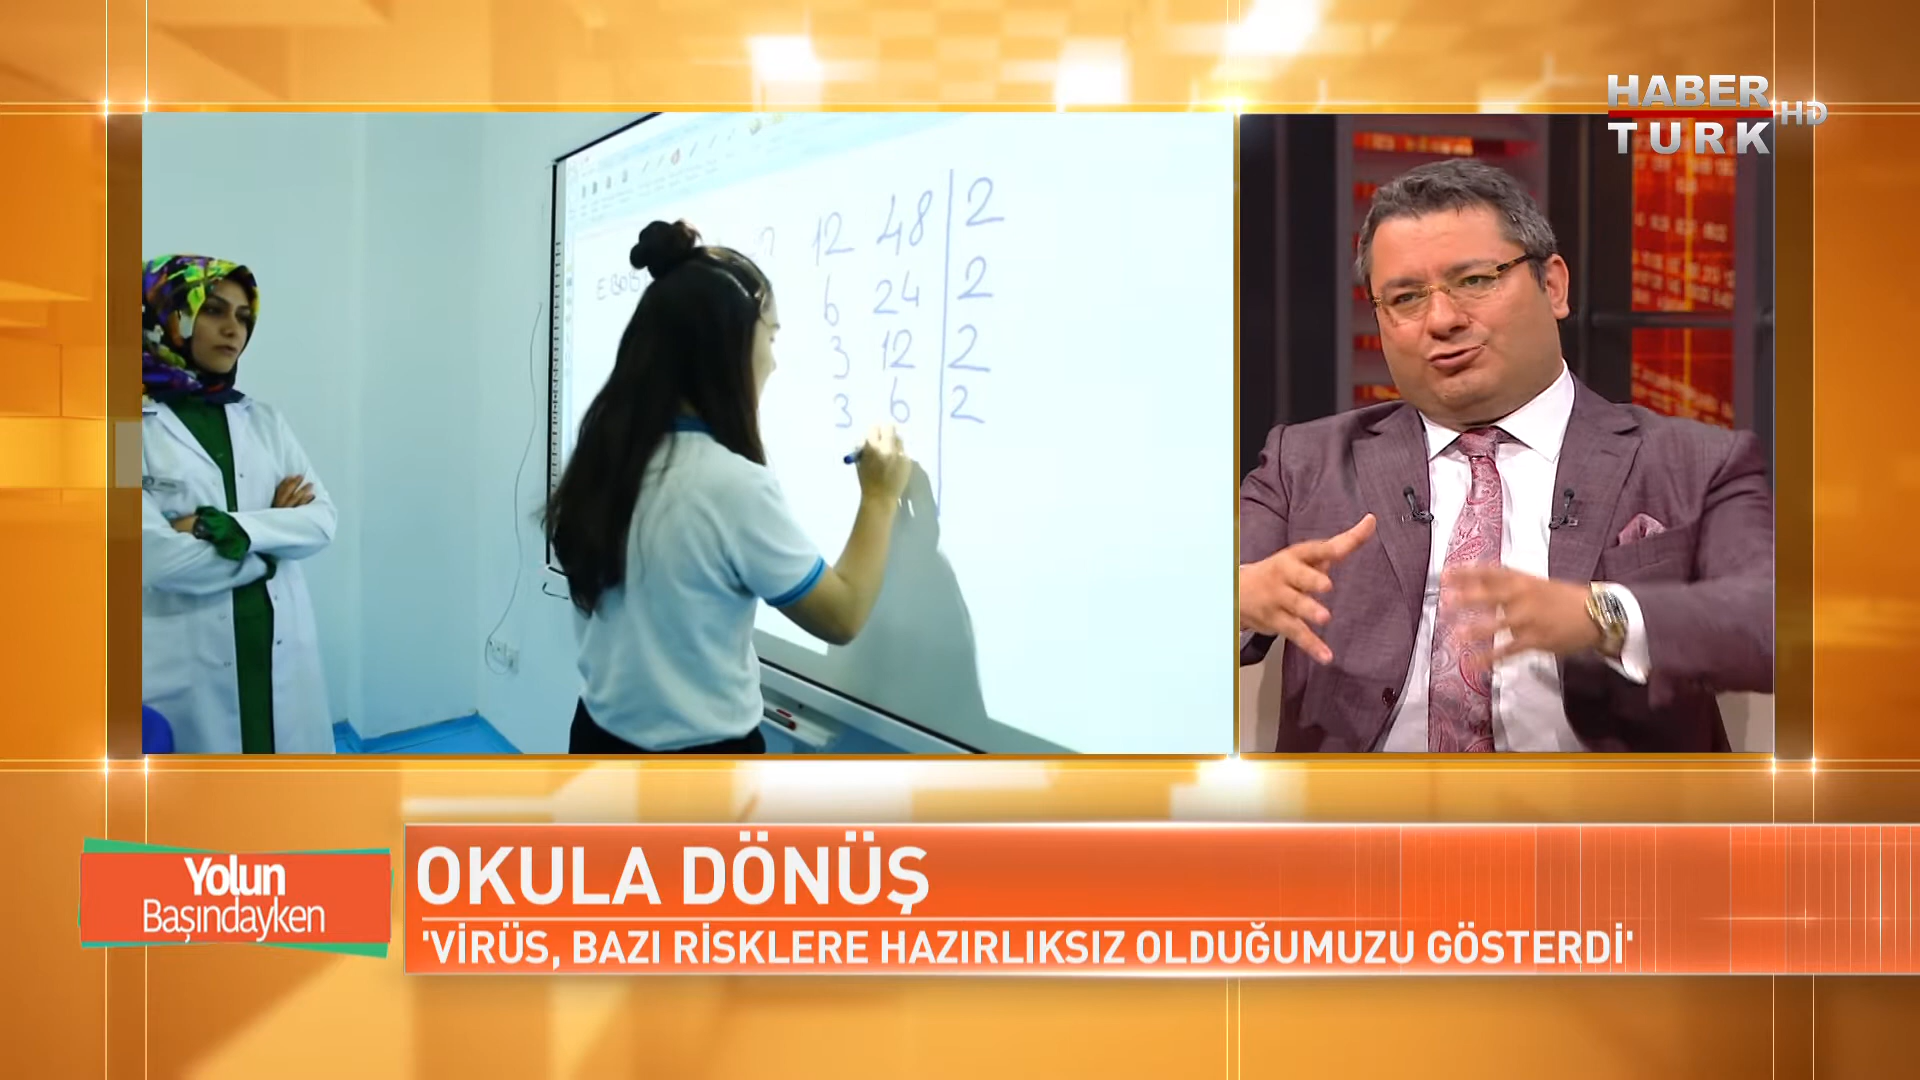 HABER
TURK HD
12 48 2
6 24 2
3 12 2
3 6 2
Yolun
Başındayken
OKULA DÖNÜŞ
'VİRÜS, BAZI RİSKLERE HAZIRLIKSIZ OLDUĞUMUZU GÖSTERDİ'